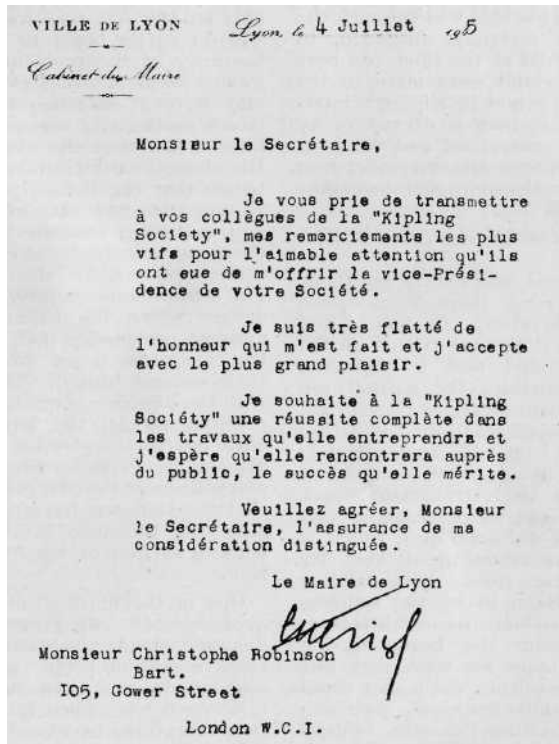 VILLE DE LYON
Lyon, le 4 Juillet 195
Cabinet du Maire
Monsieur le Secrétaire,
Je vous prie de transmettre
à vos collègues de la "Kipling
Society", mes remerciements les plus
vifs pour l'aimable attention qu'ils
ont eue de m'offrir la vice-Prési-
dence de votre Société.
Je suis très flatté de
l'honneur qui m'est fait et j'accepte
avec le plus grand plaisir.
Je souhaite à la "Kipling
Sociéty" une réussite complète dans
les travaux qu'elle entreprendra et
j'espère qu'elle rencontrera auprès
du public, le succès qu'elle mérite.
Veuillez agréer, Monsieur
le Secrétaire, l'assurance de ma
considération distinguée.
Le Maire de Lyon
Monsieur Christophe Robinson
Bart.
IO5, Gower Street
London W.C.I.